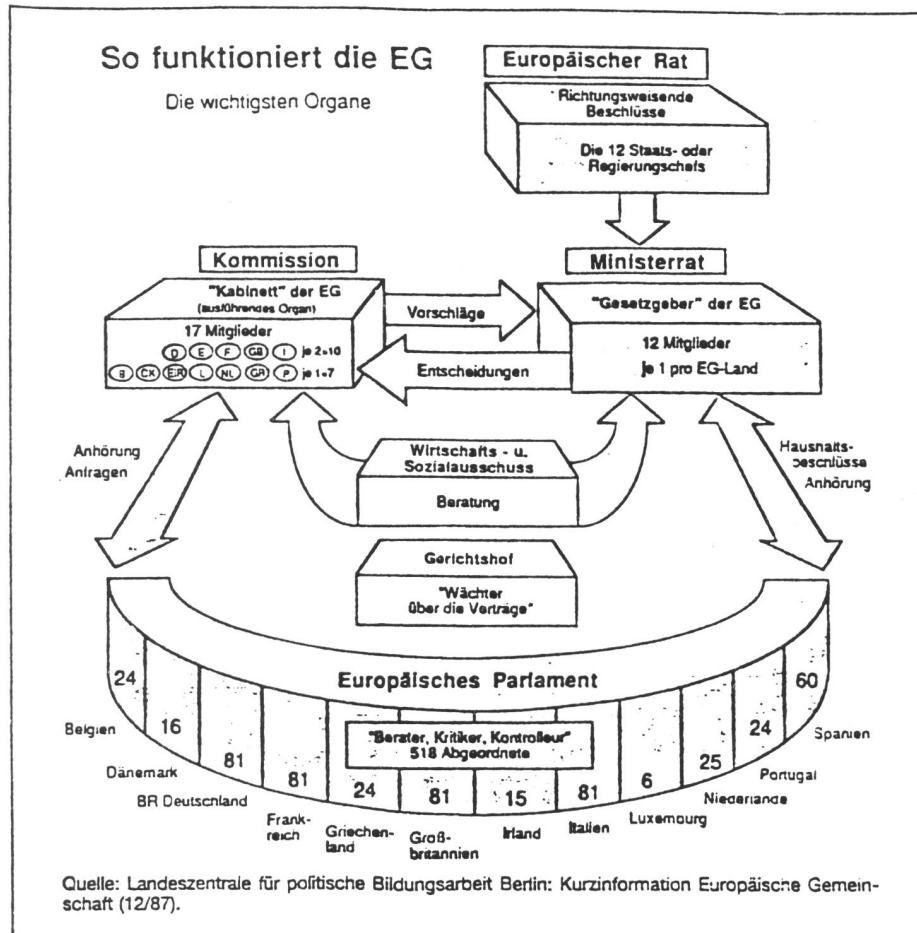 So funktioniert die EG
Die wichtigsten Organe
Europäischer Rat
Richtungsweisende
Beschlüsse
Die 12 Staats- oder
Regierungschefs
Kommission
"Kabinett" der EG
(ausführendes Organ)
17 Mitglieder
D E F GB I je 2=10
B EIR L NL GR P je 1=7
Vorschläge
Entscheidungen
Ministerrat
"Gesetzgeber" der EG
12 Mitglieder
je 1 pro EG-Land
Anhörung
Anfragen
Wirtschafts- u.
Sozialausschuss
Beratung
Haushalts-
beschlüsse
Anhörung
Gerichtshof
"Wächter
über die Verträge"
Europäisches Parlament
"Berater, Kritiker, Kontrolleur"
518 Abgeordnete
24
Belgien
16
Dänemark
81
BR Deutschland
81
Frank-
reich
24
Griechen-
land
81
Groß-
britannien
15
Irland
81
Italien
6
Luxemburg
25
Niederlande
24
Portugal
60
Spanien
Quelle: Landeszentrale für politische Bildungsarbeit Berlin: Kurzinformation Europäische Gemein-
schaft (12/87).